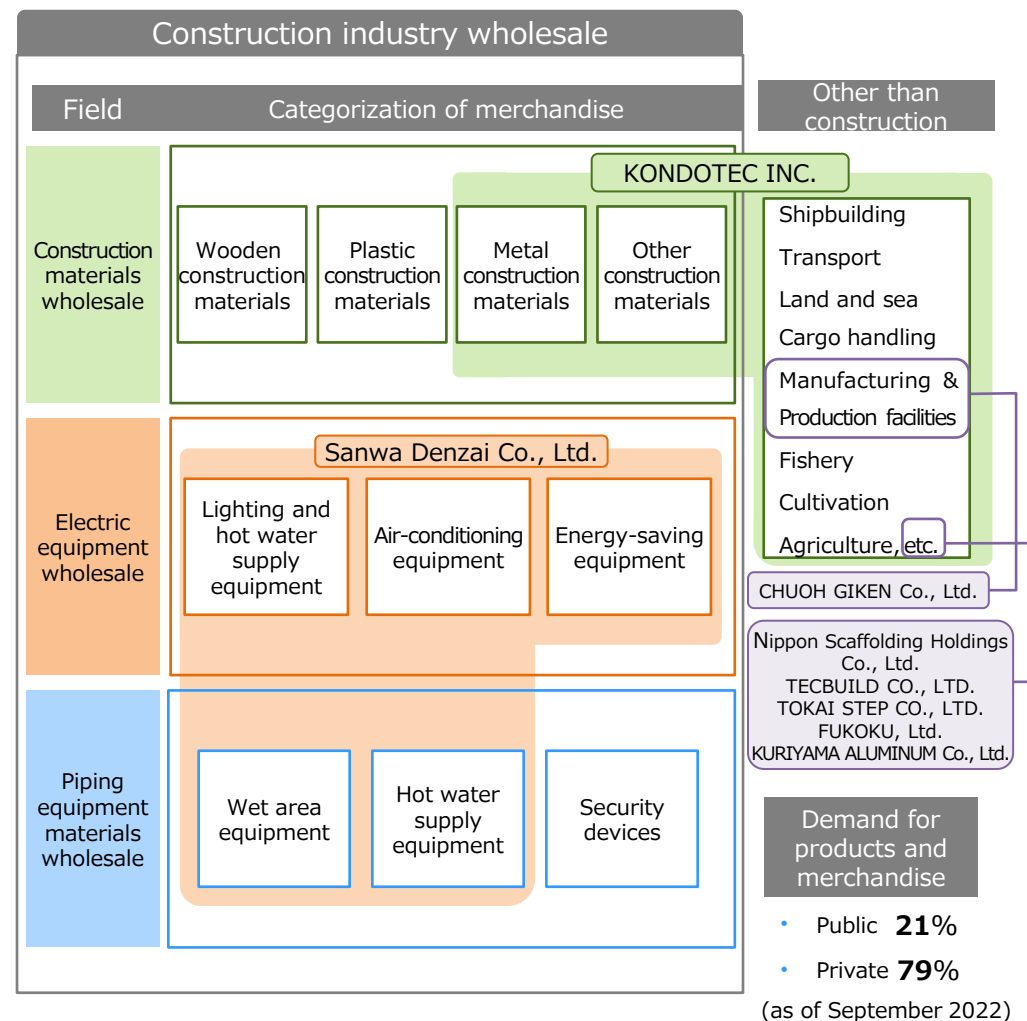 Construction industry wholesale
Field
Categorization of merchandise
Other than
construction
KONDOTEC INC.
Construction
materials
wholesale
Wooden
construction
materials
Plastic
construction
materials
Metal
construction
materials
Other
construction
materials
Shipbuilding
Transport
Land and sea
Cargo handling
Manufacturing &
Production facilities
Fishery
Cultivation
Agriculture, etc.
Sanwa Denzai Co., Ltd.
Electric
equipment
wholesale
Lighting and
hot water
supply
equipment
Air-conditioning
equipment
Energy-saving
equipment
CHUOH GIKEN Co., Ltd.
Nippon Scaffolding Holdings
Co., Ltd.
TECBUILD CO., LTD.
TOKAI STEP CO., LTD.
FUKOKU, Ltd.
KURIYAMA ALUMINUM Co., Ltd.
Piping
equipment
materials
wholesale
Wet area
equipment
Hot water
supply
equipment
Security
devices
Demand for
products and
merchandise
• Public 21%
• Private 79%
(as of September 2022)